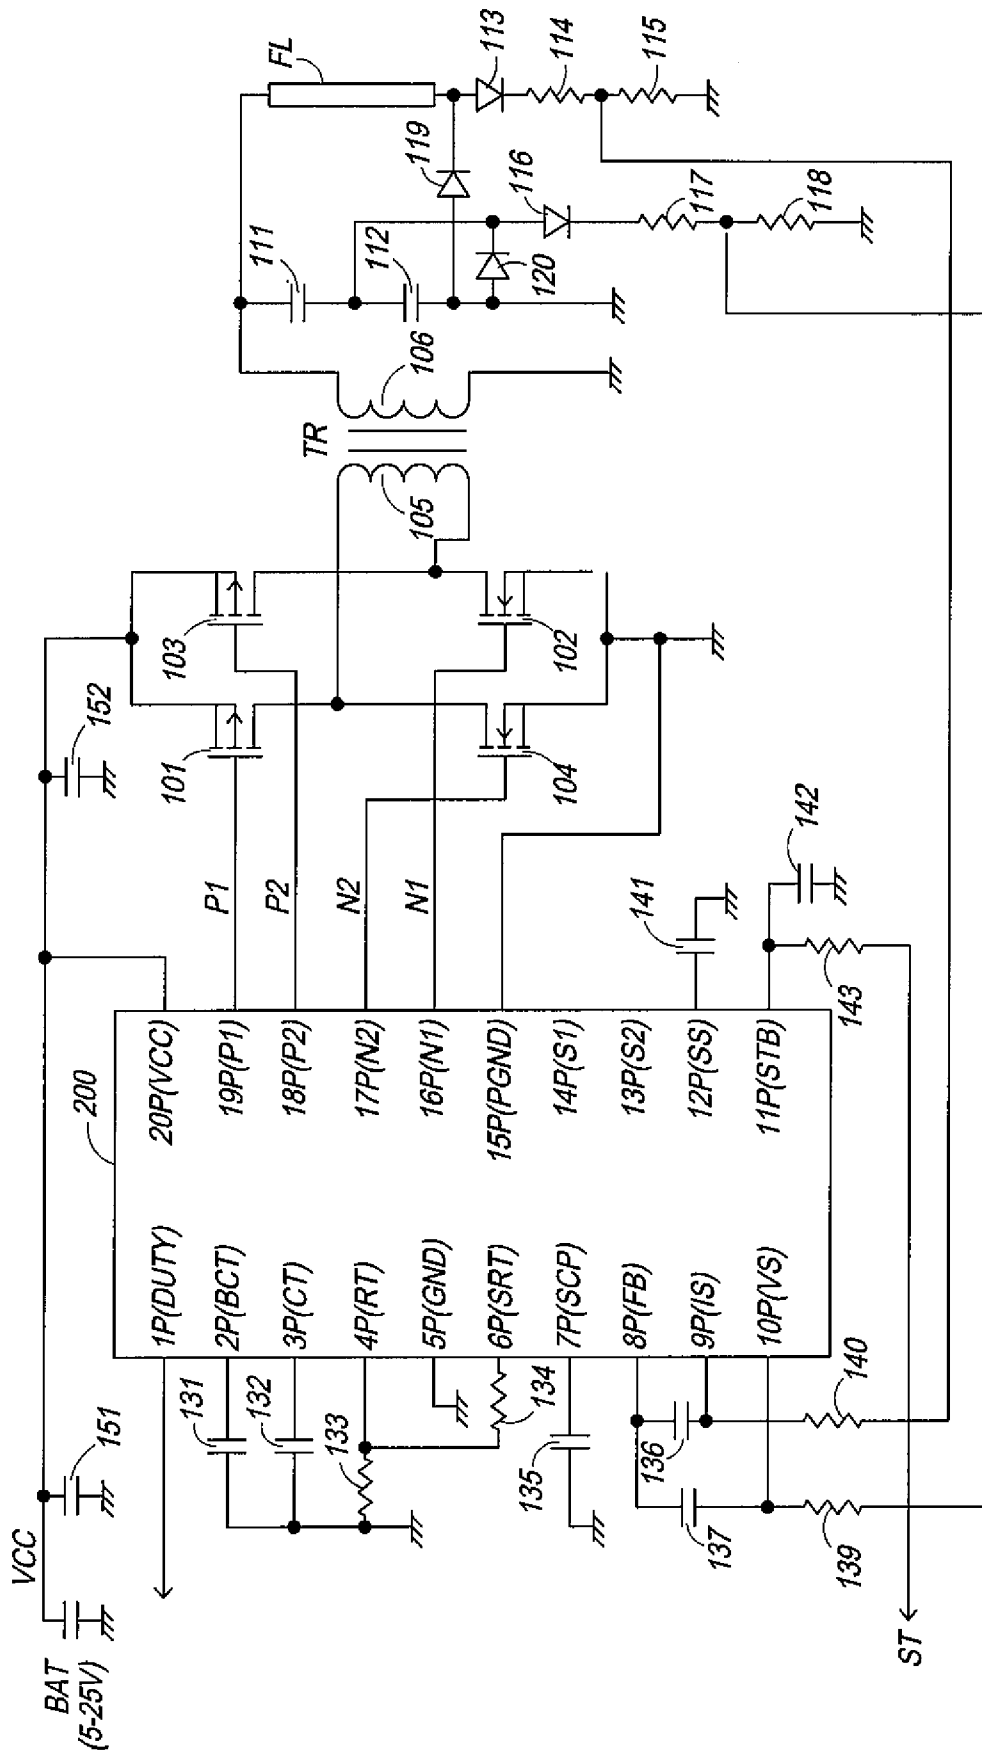 BAT
(5-25V)
VCC
151
152
200
1P(DUTY)
2P(BCT)
3P(CT)
4P(RT)
5P(GND)
6P(SRT)
7P(SCP)
8P(FB)
9P(IS)
10P(VS)
20P(VCC)
19P(P1)
18P(P2)
17P(N2)
16P(N1)
15P(PGND)
14P(S1)
13P(S2)
12P(SS)
11P(STB)
131
132
133
134
135
136
137
139
140
ST
P1
P2
N2
N1
141
142
143
101
103
104
102
TR
105
106
111
112
FL
119
120
113
114
115
116
117
118